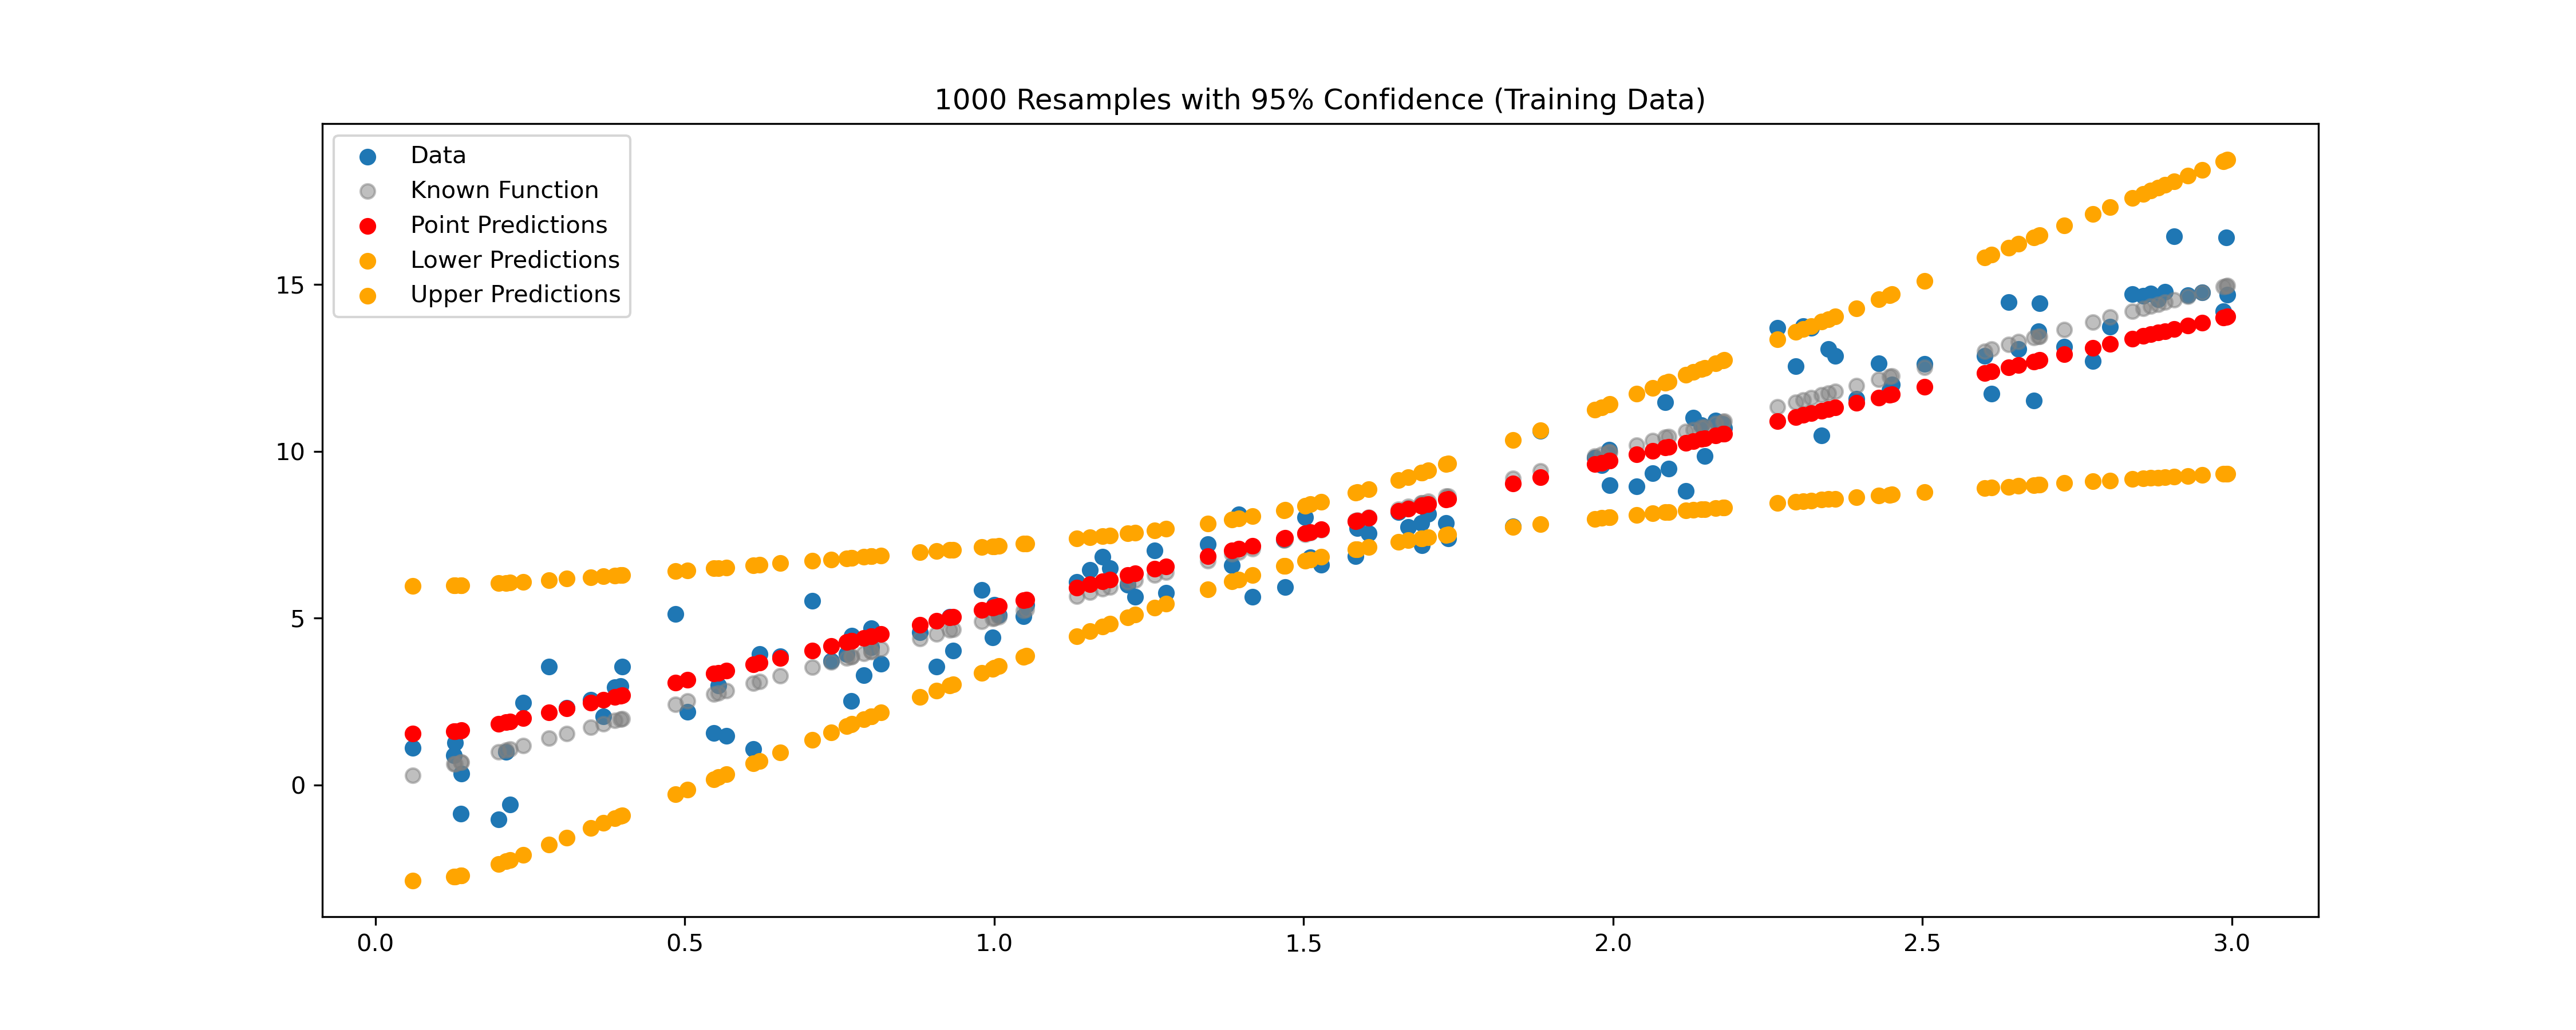 1000 Resamples with 95% Confidence (Training Data)
Data
Known Function
Point Predictions
Lower Predictions
Upper Predictions
15
10
5
0
0.0 0.5 1.0 1.5 2.0 2.5 3.0